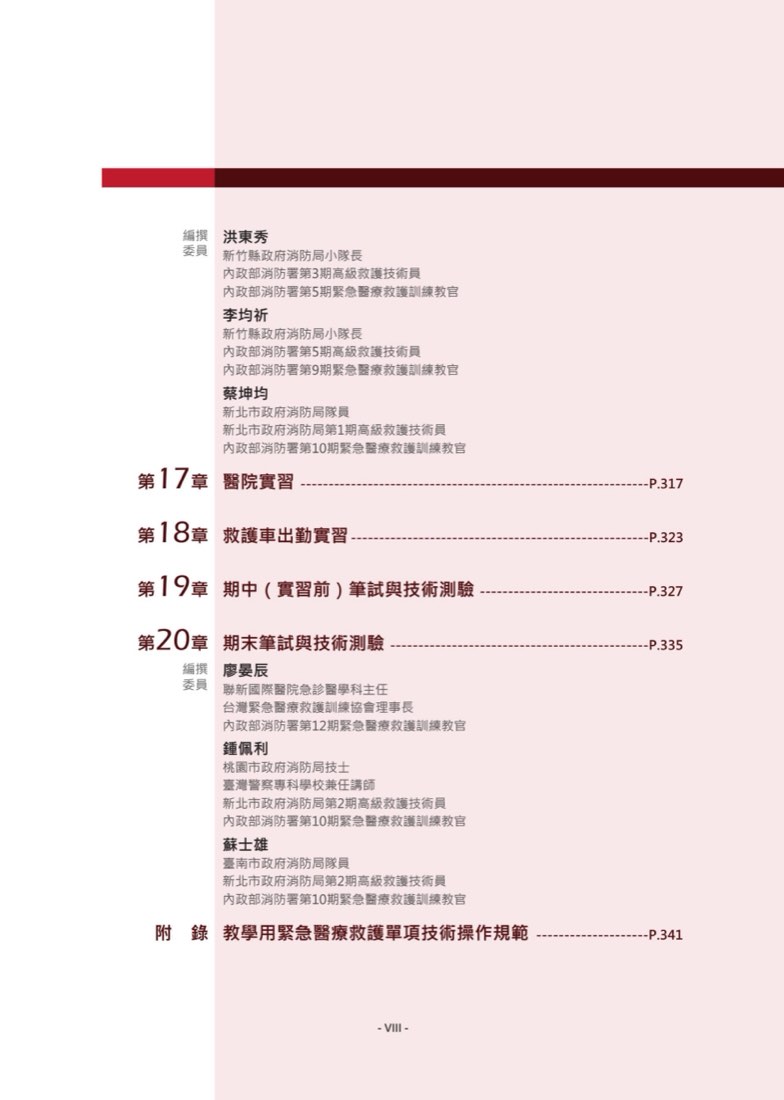 編撰
委員
洪東秀
新竹縣政府消防局小隊長
內政部消防署第3期高級救護技術員
內政部消防署第5期緊急醫療救護訓練教官
李均祈
新竹縣政府消防局小隊長
內政部消防署第5期高級救護技術員
內政部消防署第9期緊急醫療救護訓練教官
蔡坤均
新北市政府消防局隊員
新北市政府消防局第1期高級救護技術員
內政部消防署第10期緊急醫療救護訓練教官
第17章 醫院實習 --------------------------------------------------------------P.317
第18章 救護車出勤實習-----------------------------------------------------P.323
第19章 期中(實習前)筆試與技術測驗 ------------------------------P.327
第20章 期末筆試與技術測驗 ----------------------------------------------P.335
編撰
委員
廖晏辰
聯新國際醫院急診醫學科主任
台灣緊急醫療救護訓練協會理事長
內政部消防署第12期緊急醫療救護訓練教官
鍾佩利
桃園市政府消防局技士
臺灣警察專科學校兼任講師
新北市政府消防局第2期高級救護技術員
內政部消防署第10期緊急醫療救護訓練教官
蘇士雄
臺南市政府消防局隊員
新北市政府消防局第2期高級救護技術員
內政部消防署第10期緊急醫療救護訓練教官
附 錄 教學用緊急醫療救護單項技術操作規範 --------------------P.341
- VIII -